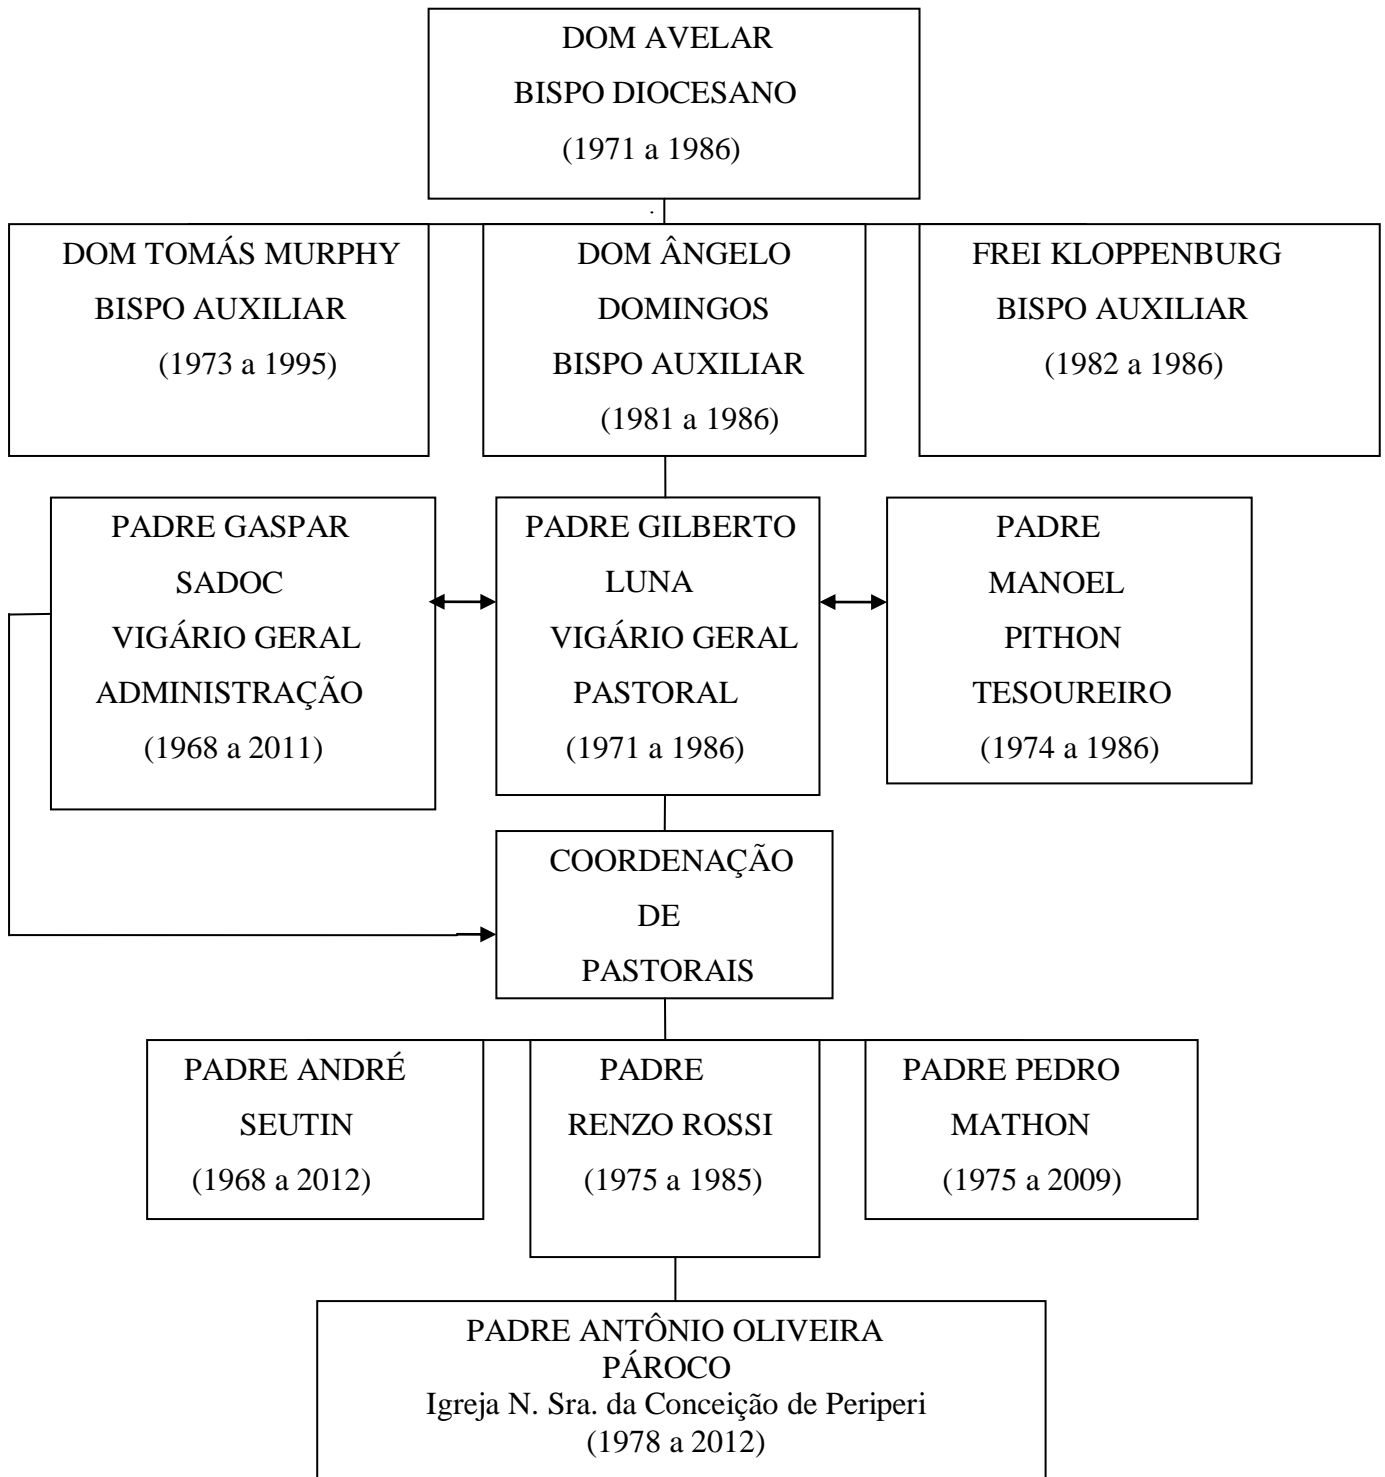 DOM AVELAR
BISPO DIOCESANO
(1971 a 1986)
DOM TOMÁS MURPHY
BISPO AUXILIAR
(1973 a 1995)
DOM ÂNGELO
DOMINGOS
BISPO AUXILIAR
(1981 a 1986)
FREI KLOPPENBURG
BISPO AUXILIAR
(1982 a 1986)
PADRE GASPAR
SADOC
VIGÁRIO GERAL
ADMINISTRAÇÃO
(1968 a 2011)
PADRE GILBERTO
LUNA
VIGÁRIO GERAL
PASTORAL
(1971 a 1986)
PADRE
MANOEL
PITHON
TESOUREIRO
(1974 a 1986)
COORDENAÇÃO
DE
PASTORAIS
PADRE ANDRÉ
SEUTIN
(1968 a 2012)
PADRE
RENZO ROSSI
(1975 a 1985)
PADRE PEDRO
MATHON
(1975 a 2009)
PADRE ANTÔNIO OLIVEIRA
PÁROCO
Igreja N. Sra. da Conceição de Periperi
(1978 a 2012)